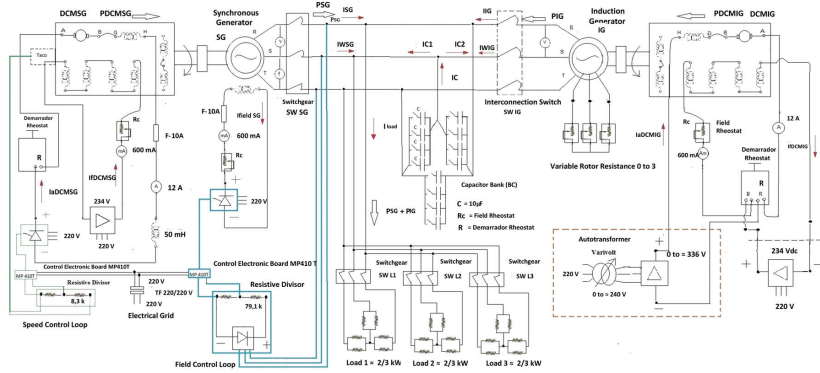 DCMSG
PDCMSG
Synchronous
Generator
SG
PSG
ISG
PSG
IIG
PIG
Induction
Generator
IG
PDCMIG
DCMIG
A
B
H
R
S
T
Y
Taco
IWSG
IC1
IC2
IWIG
IC
Switchgear
SW SG
Interconnection Switch
SW IG
Rc
F-10A
600 mA
mA
Demarrador
Rheostat
R
IaDCMSG
IfDCMSG
234 V
220 V
A
12 A
50 mH
220 V
F-10A
Ifield SG
mA
600 mA
Rc
220 V
I load
C
Capacitor Bank (BC)
C = 10μF
Rc = Field Rheostat
R = Demarrador Rheostat
PSG + PIG
Variable Rotor Resistance 0 to 3
IaDCMIG
Field
Rheostat
600 mA
Am
12 A
A
IfDCMIG
Demarrador
Rheostat
R
Control Electronic Board MP410T
MP 410T
Resistive Divisor
8,3 k
Speed Control Loop
220 V
TF 220/220 V
220 V
Electrical Grid
Control Electronic Board MP410 T
MP 410T
Resistive Divisor
79,1 k
Field Control Loop
Switchgear
SW L1
Switchgear
SW L2
Switchgear
SW L3
Load 1 = 2/3 kW
Load 2 = 2/3 kW
Load 3 = 2/3 kW
Autotransformer
Varivolt
220 V
0 to ≈ 240 V
0 to ≈ 336 V
234 Vdc
220 V